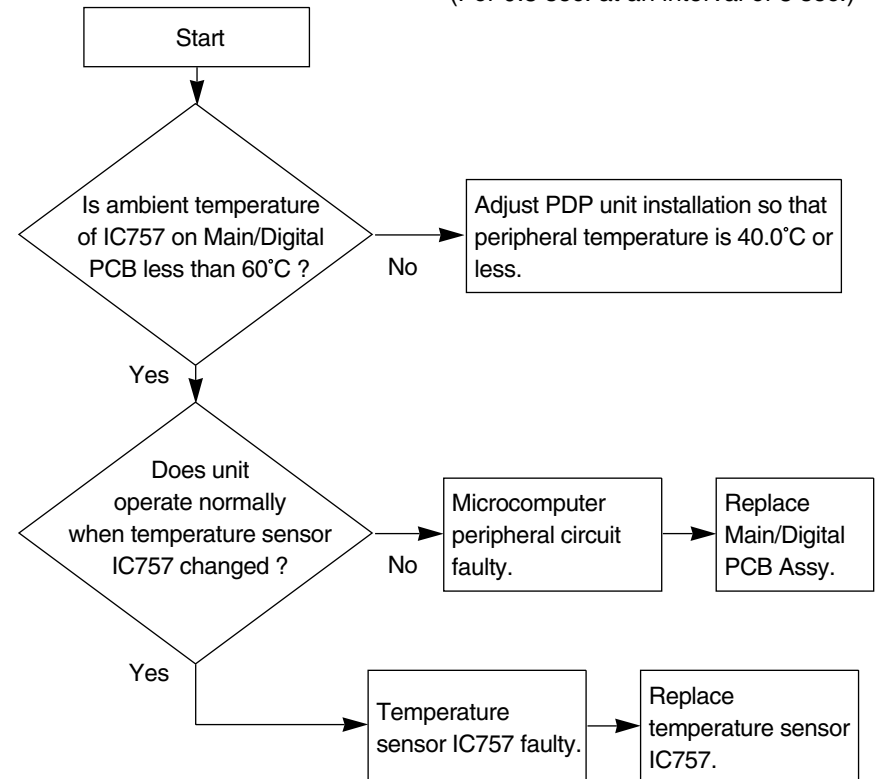 Start
Is ambient temperature
of IC757 on Main/Digital
PCB less than 60˚C ?
No
Adjust PDP unit installation so that
peripheral temperature is 40.0˚C or
less.
Yes
Does unit
operate normally
when temperature sensor
IC757 changed ?
No
Microcomputer
peripheral circuit
faulty.
Replace
Main/Digital
PCB Assy.
Yes
Temperature
sensor IC757 faulty.
Replace
temperature sensor
IC757.